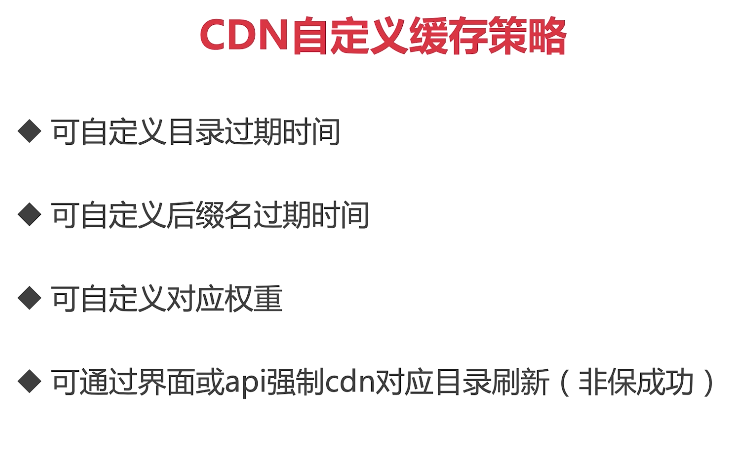 CDN自定义缓存策略
◆ 可自定义目录过期时间
◆ 可自定义后缀名过期时间
◆ 可自定义对应权重
◆ 可通过界面或api强制cdn对应目录刷新（非保成功）